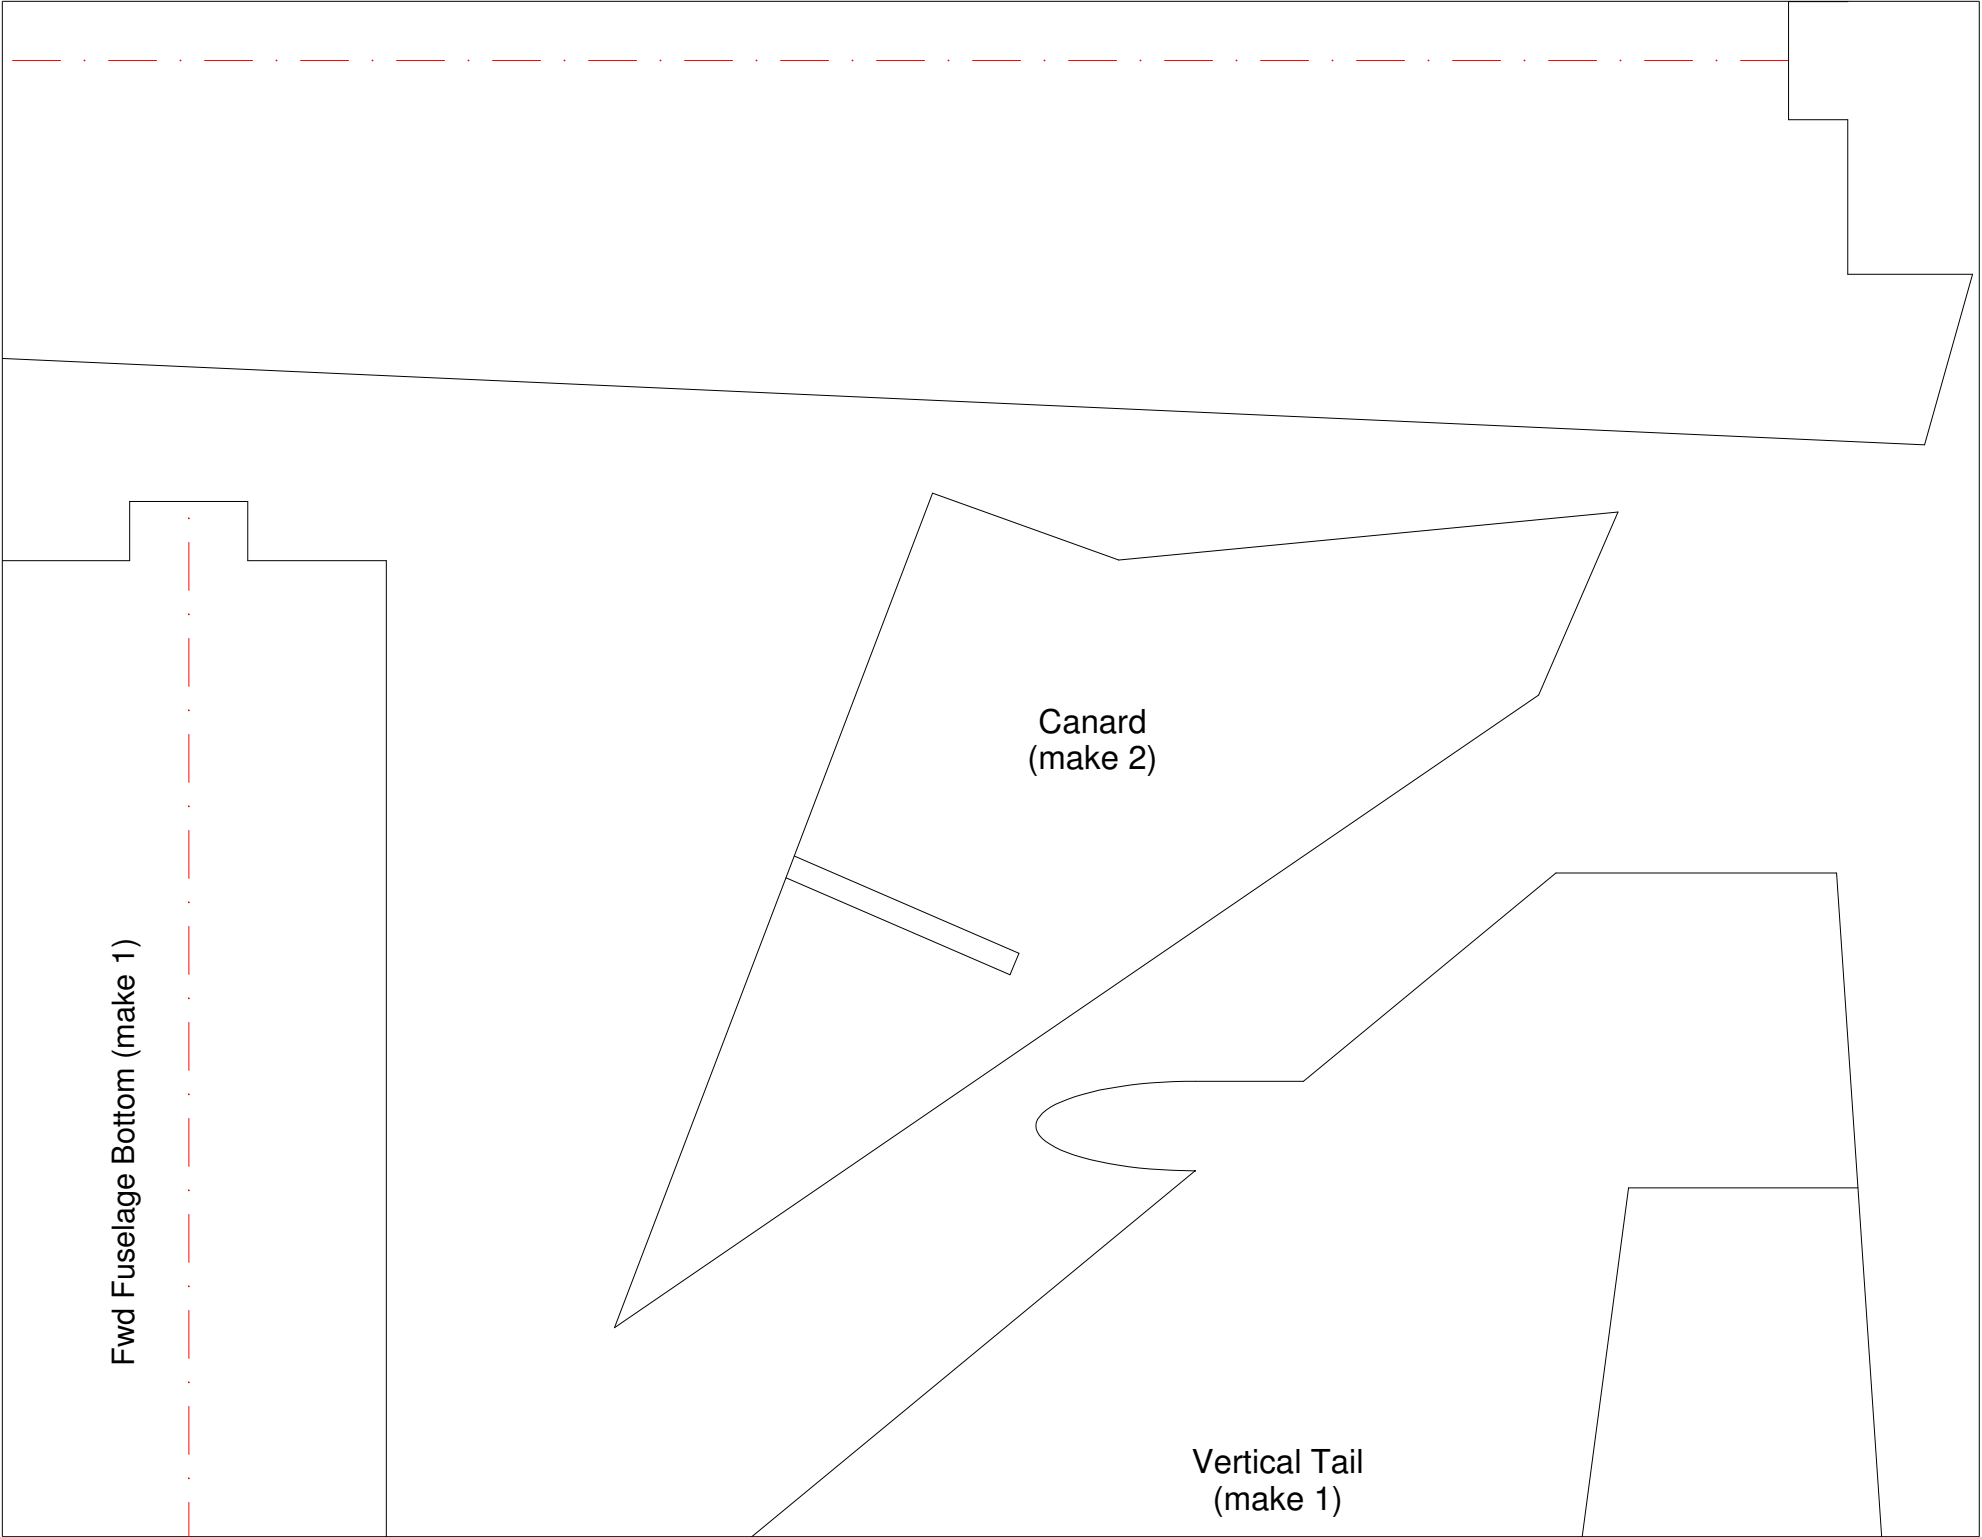 Canard
(make 2)
Fwd Fuselage Bottom (make 1)
Vertical Tail
(make 1)